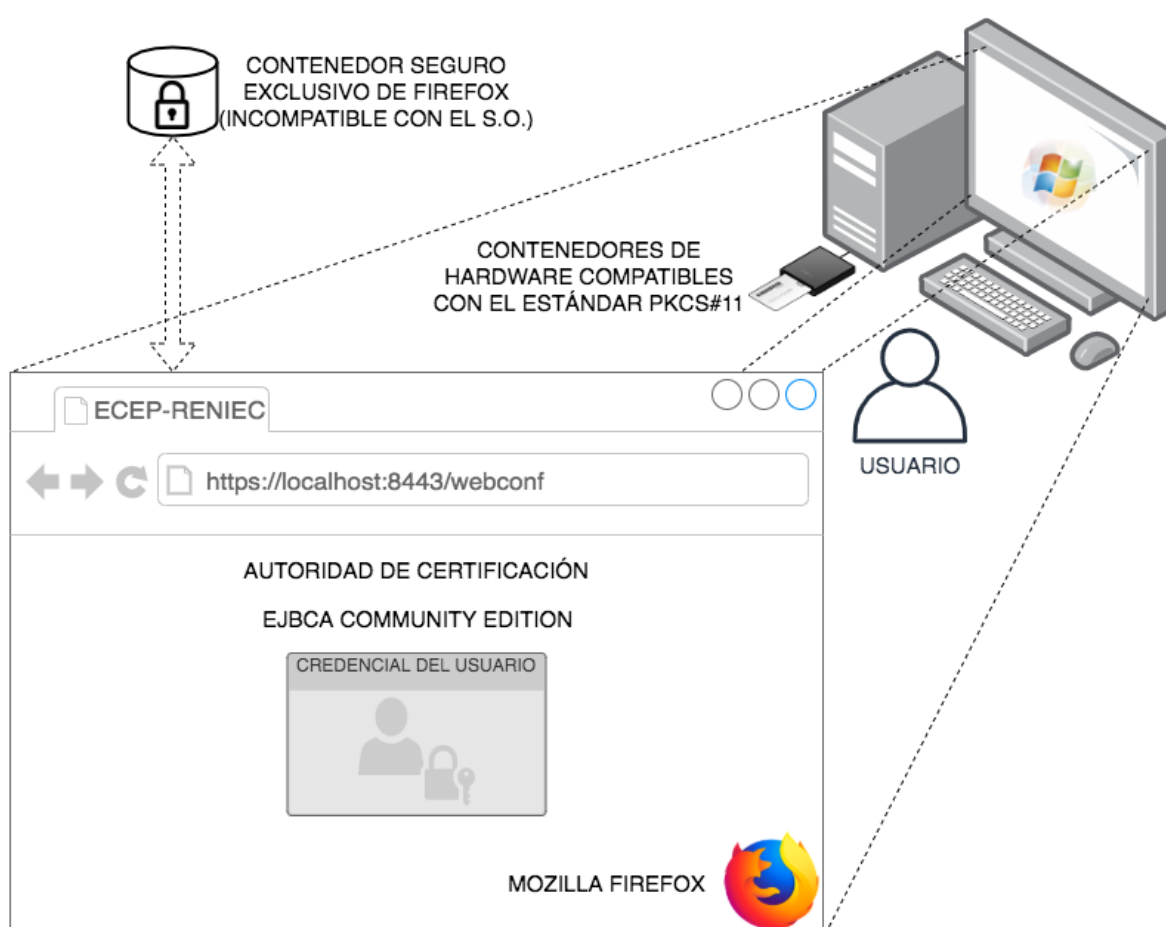 CONTENEDOR SEGURO
EXCLUSIVO DE FIREFOX
(INCOMPATIBLE CON EL S.O.)
CONTENEDORES DE
HARDWARE COMPATIBLES
CON EL ESTÁNDAR PKCS#11
USUARIO
ECEP-RENIEC
https://localhost:8443/webconf
AUTORIDAD DE CERTIFICACIÓN
EJBCA COMMUNITY EDITION
CREDENCIAL DEL USUARIO
MOZILLA FIREFOX